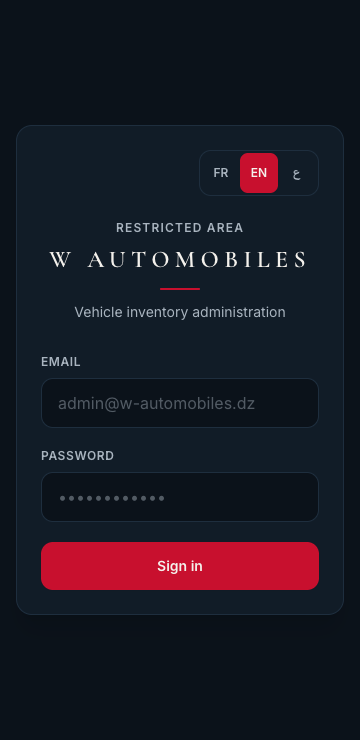 FR EN ع
RESTRICTED AREA
W AUTOMOBILES
Vehicle inventory administration
EMAIL
admin@w-automobiles.dz
PASSWORD
••••••••••••
Sign in